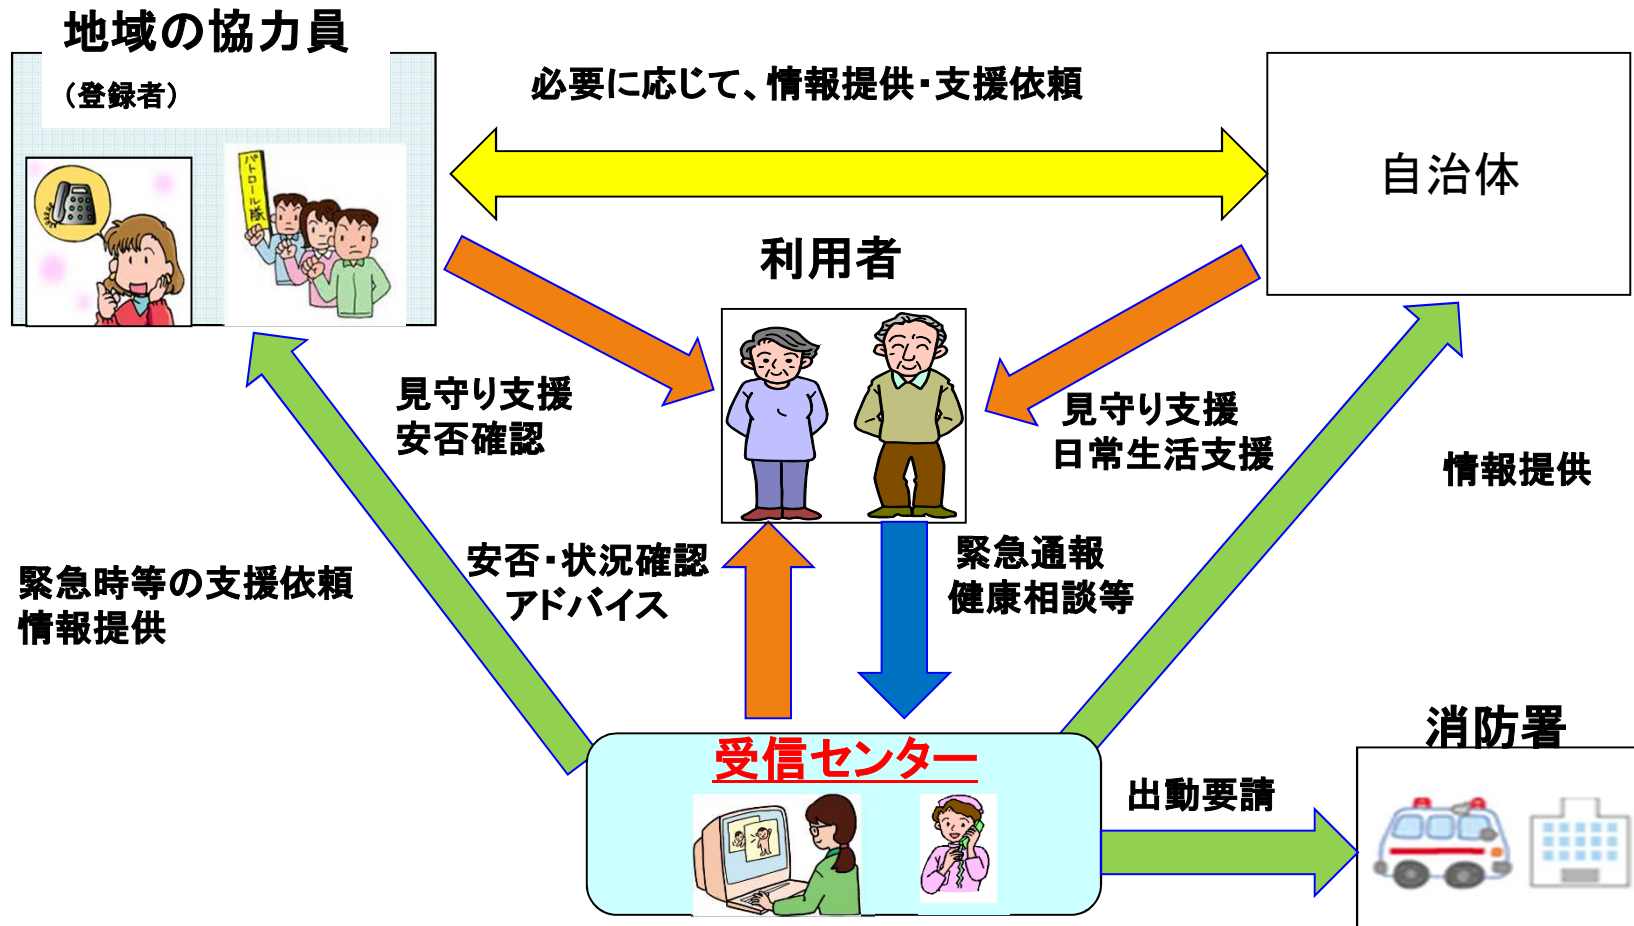 地域の協力員
（登録者）
必要に応じて、情報提供・支援依頼
自治体
パトロール隊
利用者
見守り支援
安否確認
見守り支援
日常生活支援
情報提供
緊急時等の支援依頼
情報提供
安否・状況確認
アドバイス
緊急通報
健康相談等
受信センター
出動要請
消防署